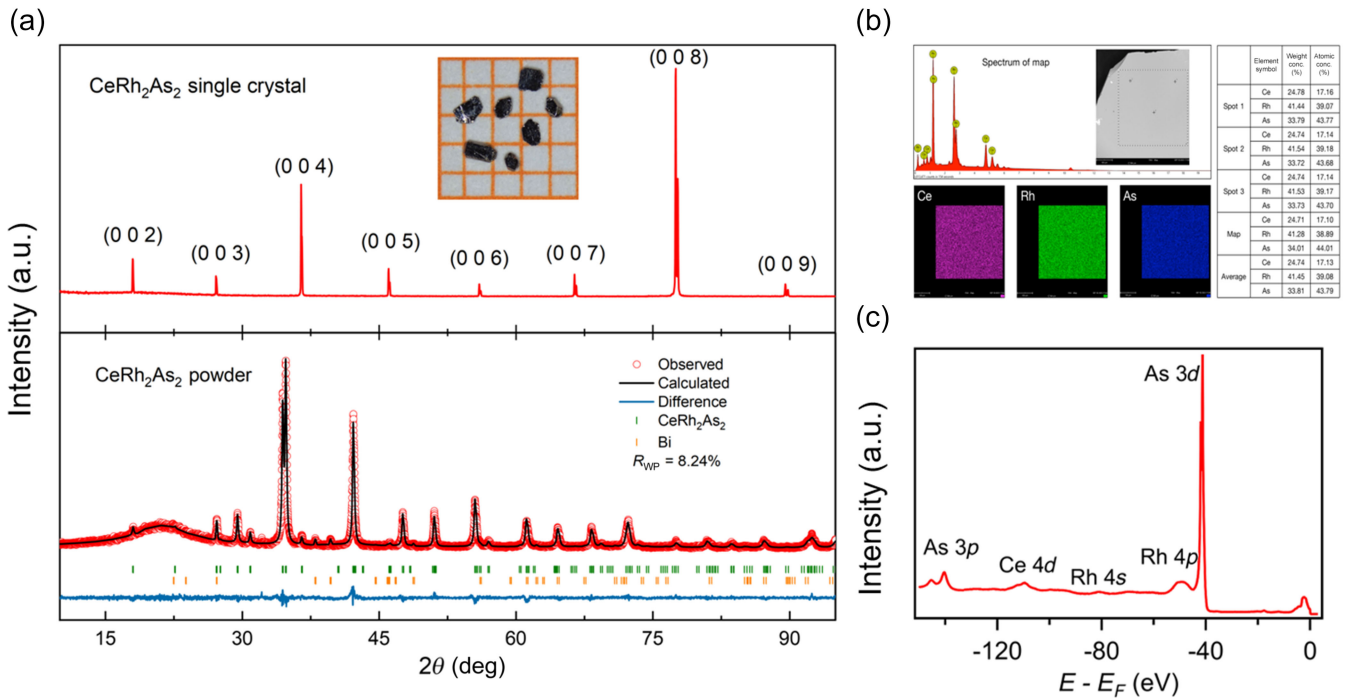 (a)
Intensity (a.u.)
CeRh₂As₂ single crystal
(0 0 2)
(0 0 3)
(0 0 4)
(0 0 5)
(0 0 6)
(0 0 7)
(0 0 8)
(0 0 9)
CeRh₂As₂ powder
Observed
Calculated
Difference
CeRh₂As₂
Bi
R_WP = 8.24%
15 30 45 60 75 90
2θ (deg)
(b)
Spectrum of map
Ce
Rh
As
Element symbol Weight conc. (%) Atomic conc. (%)
Spot 1 Ce 24.78 17.16
Rh 41.44 39.07
As 33.79 43.77
Spot 2 Ce 24.74 17.14
Rh 41.54 39.18
As 33.72 43.68
Spot 3 Ce 24.74 17.14
Rh 41.53 39.17
As 33.73 43.70
Map Ce 24.71 17.10
Rh 41.28 38.89
As 34.01 44.01
Average Ce 24.74 17.13
Rh 41.45 39.08
As 33.81 43.79
(c)
Intensity (a.u.)
As 3p
Ce 4d
Rh 4s
Rh 4p
As 3d
-120 -80 -40 0
E - E_F (eV)